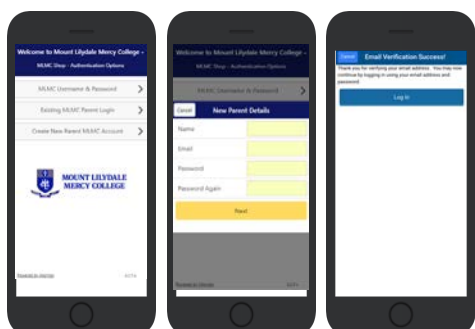 Welcome to Mount Lilydale Mercy College -
MLMC Shop - Authentication Options
MLMC Username & Password
Existing MLMC Parent Login
Create New Parent MLMC Account
MOUNT LILYDALE
MERCY COLLEGE
Welcome to Mount Lilydale Mercy College -
MLMC Shop - Authentication Options
MLMC Username & Password
Cancel New Parent Details
Name
Email
Password
Password Again
Next
Cancel Email Verification Success!
Thank you for verifying your email address. You may now
continue by logging in using your email address and
password.
Log In